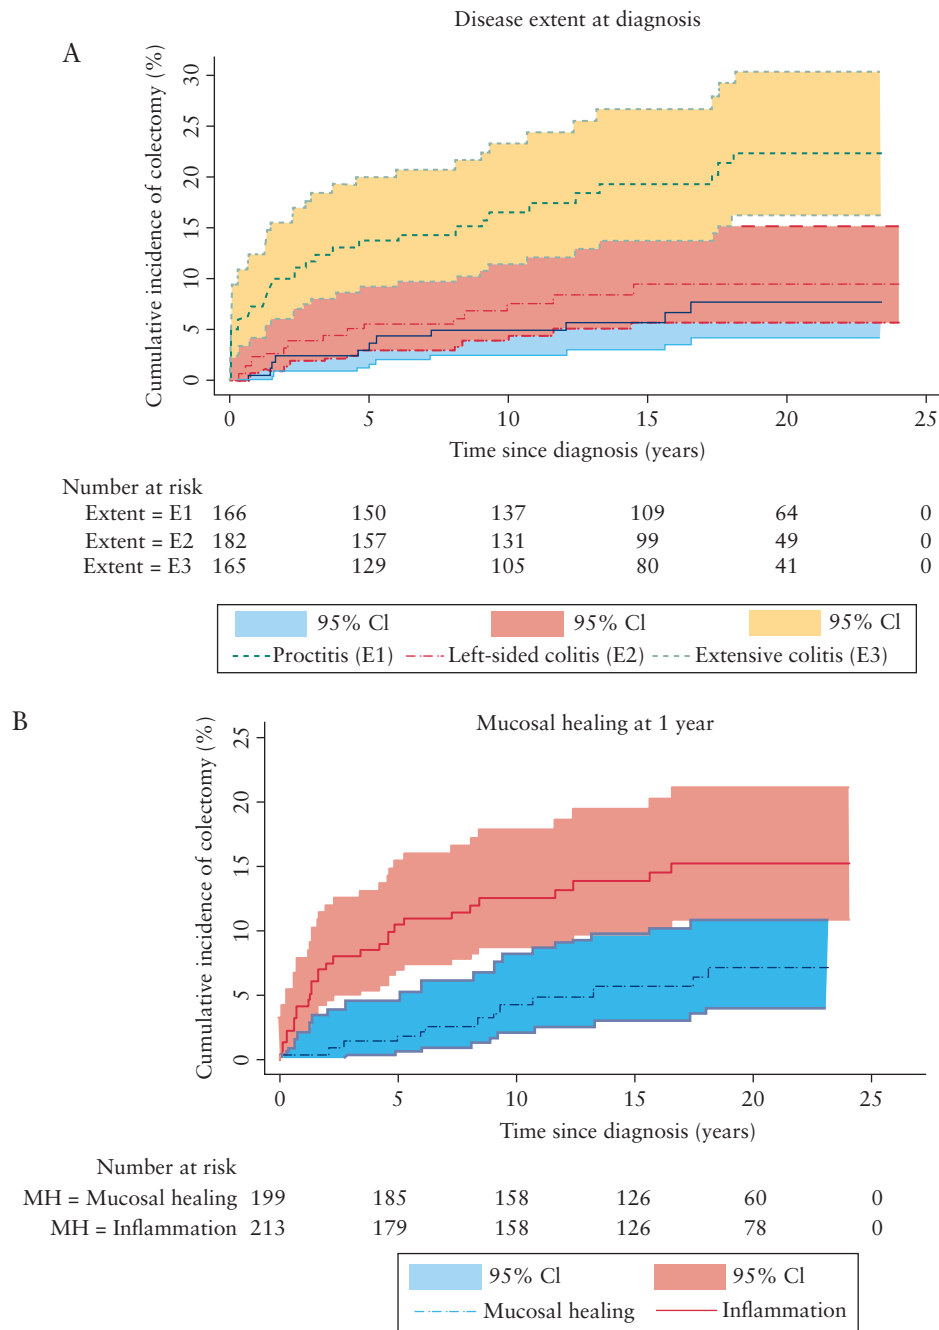 Disease extent at diagnosis
A
Cumulative incidence of colectomy (%)
30
25
20
15
10
5
0
0 5 10 15 20 25
Time since diagnosis (years)
Number at risk
Extent = E1 166 150 137 109 64 0
Extent = E2 182 157 131 99 49 0
Extent = E3 165 129 105 80 41 0
95% Cl 95% Cl 95% Cl
Proctitis (E1) Left-sided colitis (E2) Extensive colitis (E3)
B
Mucosal healing at 1 year
Cumulative incidence of colectomy (%)
25
20
15
10
5
0
0 5 10 15 20 25
Time since diagnosis (years)
Number at risk
MH = Mucosal healing 199 185 158 126 60 0
MH = Inflammation 213 179 158 126 78 0
95% Cl 95% Cl
Mucosal healing Inflammation